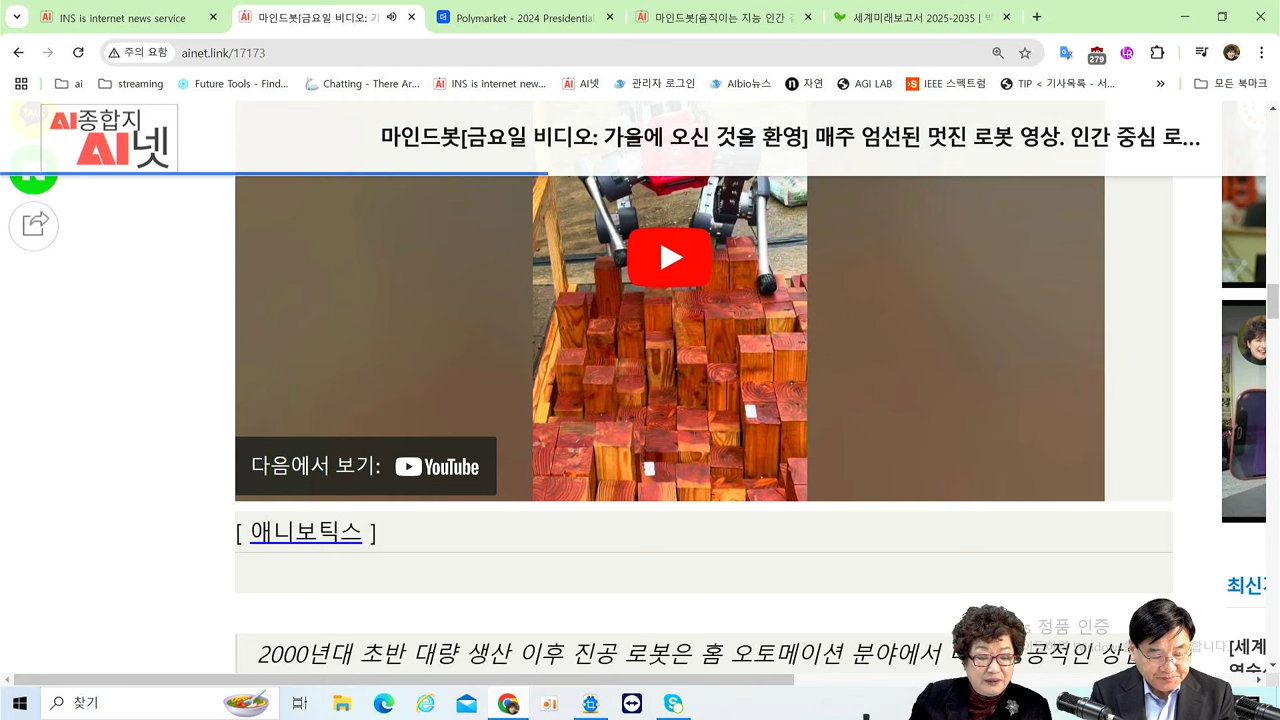 INS is internet news service
마인드봇[금요일 비디오: 가
Polymarket - 2024 Presidential
마인드봇[움직이는 지능 인간
세계미래보고서 2025-2035 |
주의 요함
ainet.link/17173
279
ai
streaming
Future Tools - Find...
Chatting - There Ar...
INS is internet new...
AI넷
관리자 로그인
AIbio뉴스
자연
AGI LAB
IEEE 스펙트럼
TIP < 기사목록 - 서...
모든 북마크
AI종합지
AI넷
마인드봇[금요일 비디오: 가을에 오신 것을 환영] 매주 엄선된 멋진 로봇 영상. 인간 중심 로...
다음에서 보기: YouTube
[ 애니보틱스 ]
최신
s 정품 인증
[세계
2000년대 초반 대량 생산 이후 진공 로봇은 홈 오토메이션 분야에서
찾기